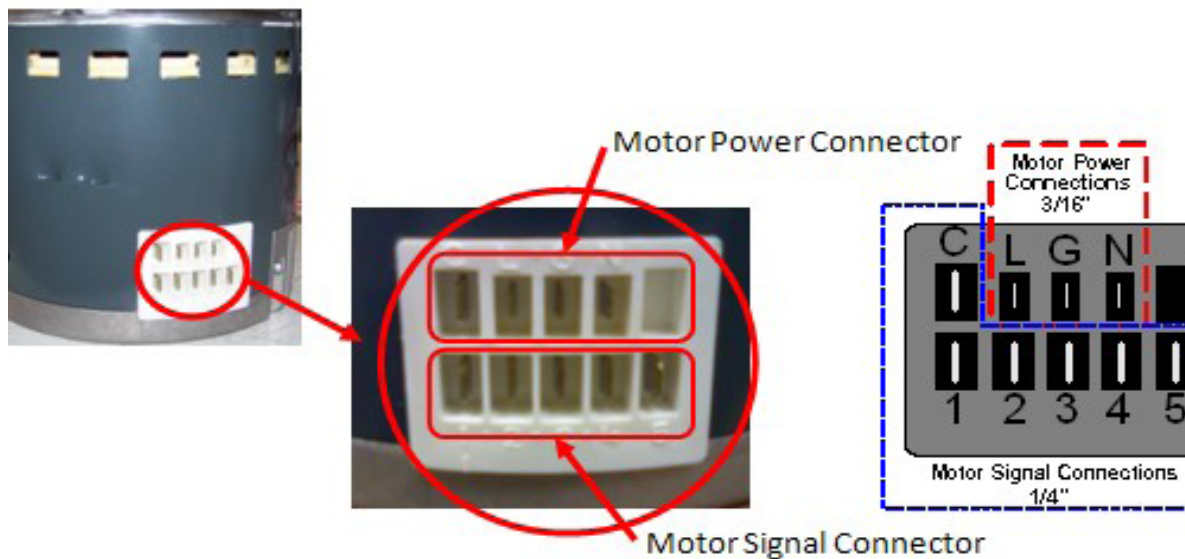 Motor Power Connector
Motor Power
Connections
3/16"
C L G N
1 2 3 4 5
Motor Signal Connections
1/4"
Motor Signal Connector